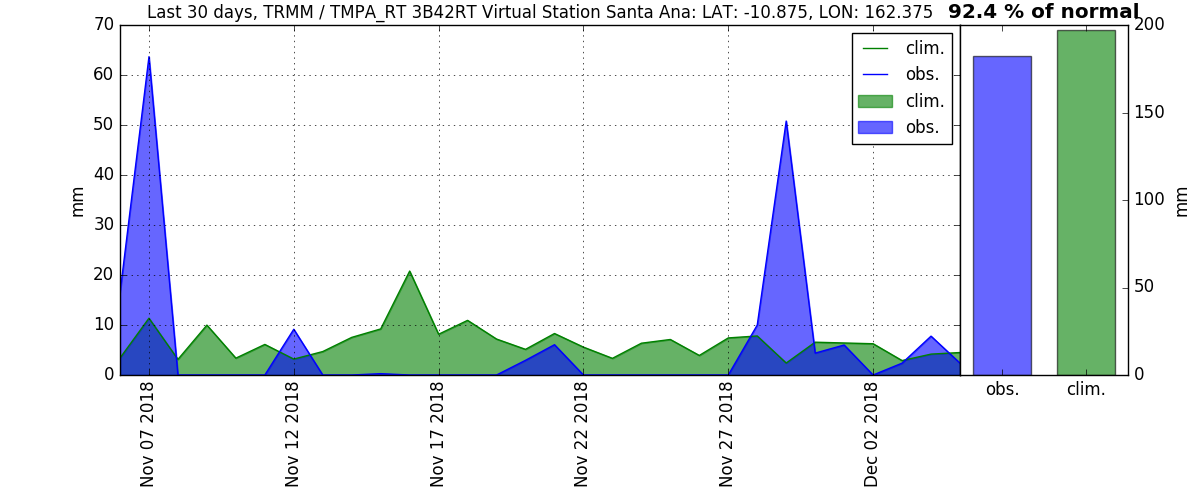 Last 30 days, TRMM / TMPA_RT 3B42RT Virtual Station Santa Ana: LAT: -10.875, LON: 162.375
92.4 % of normal
70
60
50
40
30
20
10
0
mm
clim.
obs.
clim.
obs.
Nov 07 2018
Nov 12 2018
Nov 17 2018
Nov 22 2018
Nov 27 2018
Dec 02 2018
200
150
100
50
0
mm
obs.
clim.